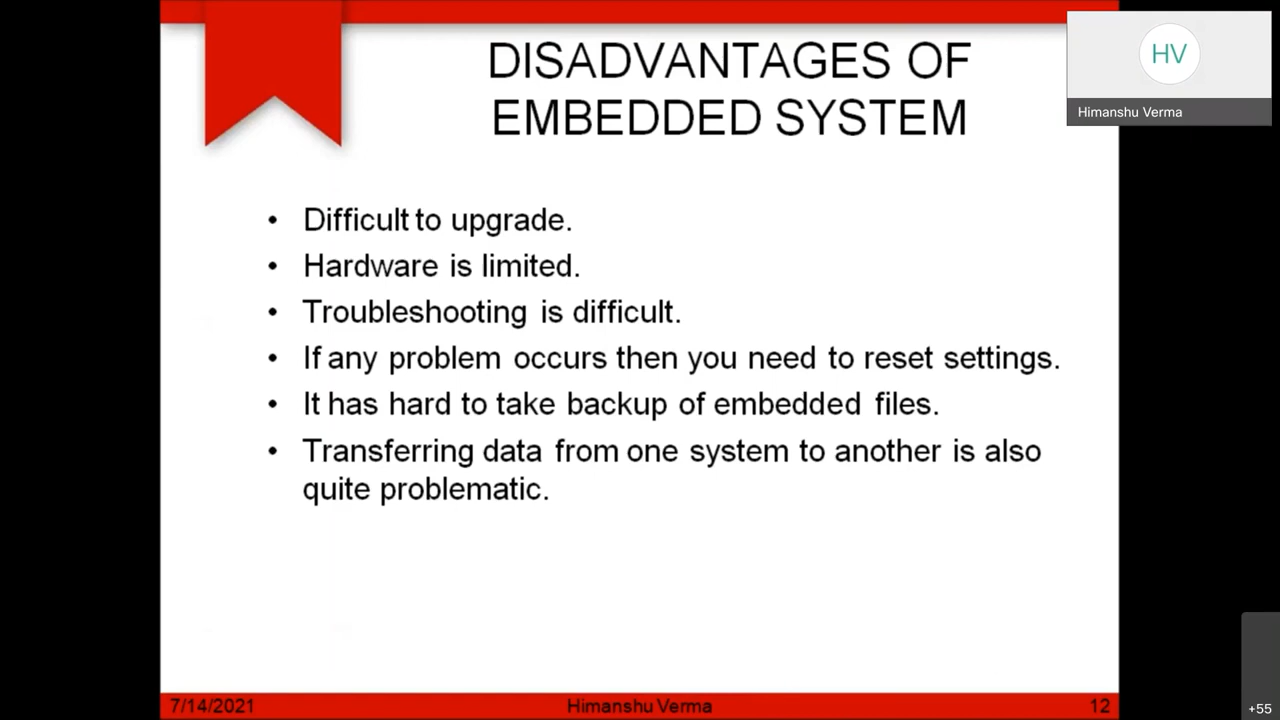 DISADVANTAGES OF
EMBEDDED SYSTEM
HV
Himanshu Verma
• Difficult to upgrade.
• Hardware is limited.
• Troubleshooting is difficult.
• If any problem occurs then you need to reset settings.
• It has hard to take backup of embedded files.
• Transferring data from one system to another is also
quite problematic.
7/14/2021
Himanshu Verma
12
+55